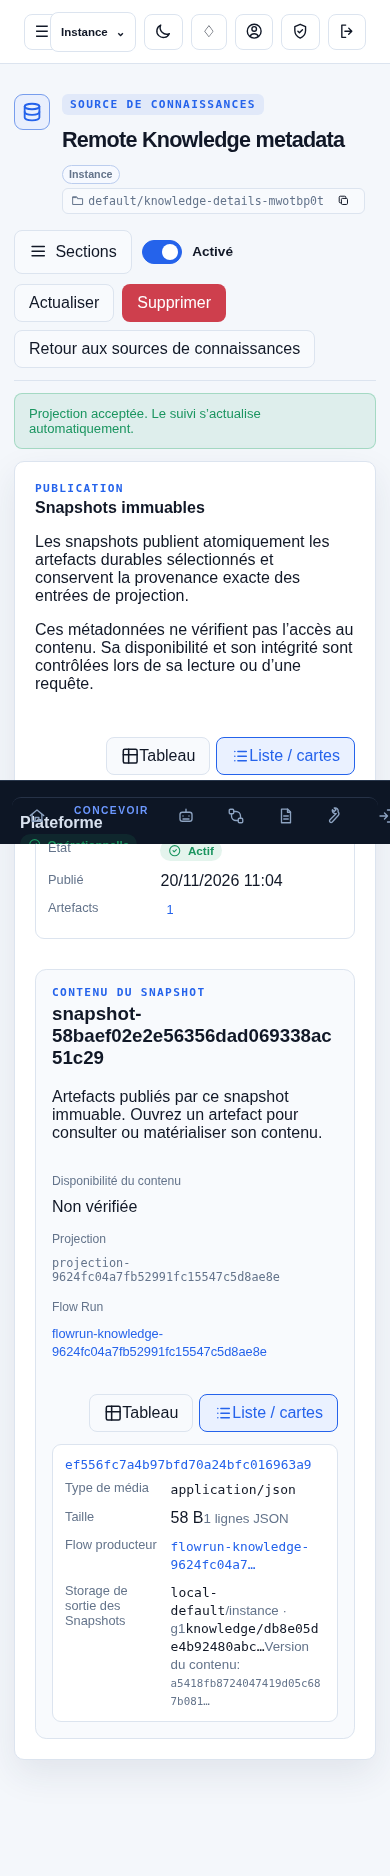 Instance
SOURCE DE CONNAISSANCES
Remote Knowledge metadata
Instance
default/knowledge-details-mwotbp0t
Sections
Activé
Actualiser
Supprimer
Retour aux sources de connaissances
Projection acceptée. Le suivi s’actualise
automatiquement.
PUBLICATION
Snapshots immuables
Les snapshots publient atomiquement les
artefacts durables sélectionnés et
conservent la provenance exacte des
entrées de projection.
Ces métadonnées ne vérifient pas l’accès au
contenu. Sa disponibilité et son intégrité sont
contrôlées lors de sa lecture ou d’une
requête.
Tableau
Liste / cartes
CONCEVOIR
Plateforme
Opérationnelle
État
Actif
Publié
20/11/2026 11:04
Artefacts
1
CONTENU DU SNAPSHOT
snapshot-
58baef02e2e56356dad069338ac
51c29
Artefacts publiés par ce snapshot
immuable. Ouvrez un artefact pour
consulter ou matérialiser son contenu.
Disponibilité du contenu
Non vérifiée
Projection
projection-
9624fc04a7fb52991fc15547c5d8ae8e
Flow Run
flowrun-knowledge-
9624fc04a7fb52991fc15547c5d8ae8e
Tableau
Liste / cartes
ef556fc7a4b97bfd70a24bfc016963a9
Type de média
application/json
Taille
58 B1 lignes JSON
Flow producteur
flowrun-knowledge-
9624fc04a7…
Storage de
sortie des
Snapshots
local-
default/instance ·
g1knowledge/db8e05d
e4b92480abc…Version
du contenu:
a5418fb8724047419d05c68
7b081…